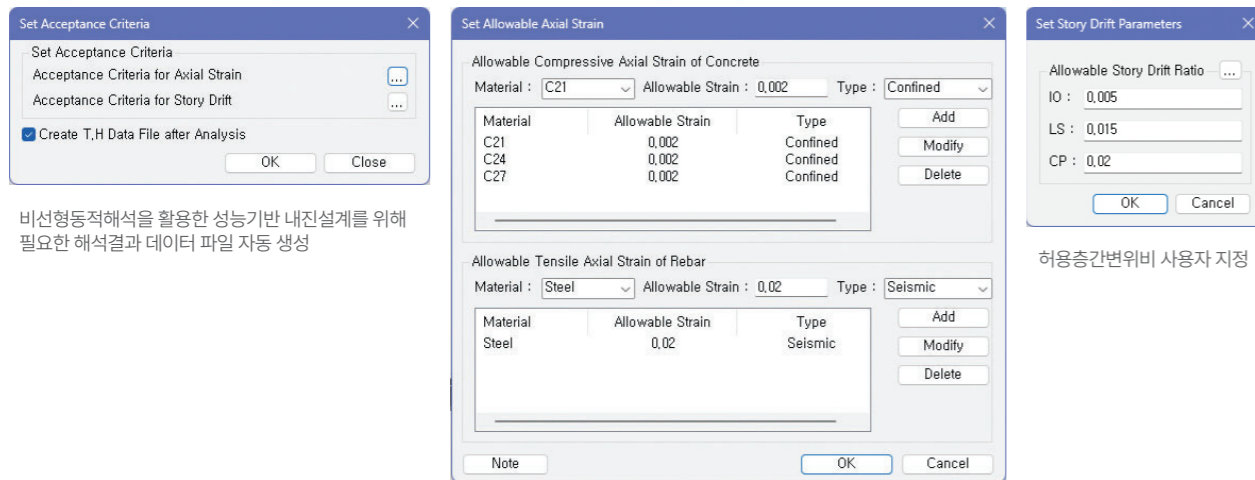 Set Acceptance Criteria
Set Acceptance Criteria
Acceptance Criteria for Axial Strain ...
Acceptance Criteria for Story Drift ...
Create T,H Data File after Analysis
OK Close
비선형동적해석을 활용한 성능기반 내진설계를 위해
필요한 해석결과 데이터 파일 자동 생성
Set Allowable Axial Strain
Allowable Compressive Axial Strain of Concrete
Material : C21 Allowable Strain : 0,002 Type : Confined
Material Allowable Strain Type
C21 0,002 Confined
C24 0,002 Confined
C27 0,002 Confined
Add
Modify
Delete
Allowable Tensile Axial Strain of Rebar
Material : Steel Allowable Strain : 0,02 Type : Seismic
Material Allowable Strain Type
Steel 0,02 Seismic
Add
Modify
Delete
Note OK Cancel
Set Story Drift Parameters
Allowable Story Drift Ratio ...
IO : 0,005
LS : 0,015
CP : 0,02
OK Cancel
허용층간변위비 사용자 지정